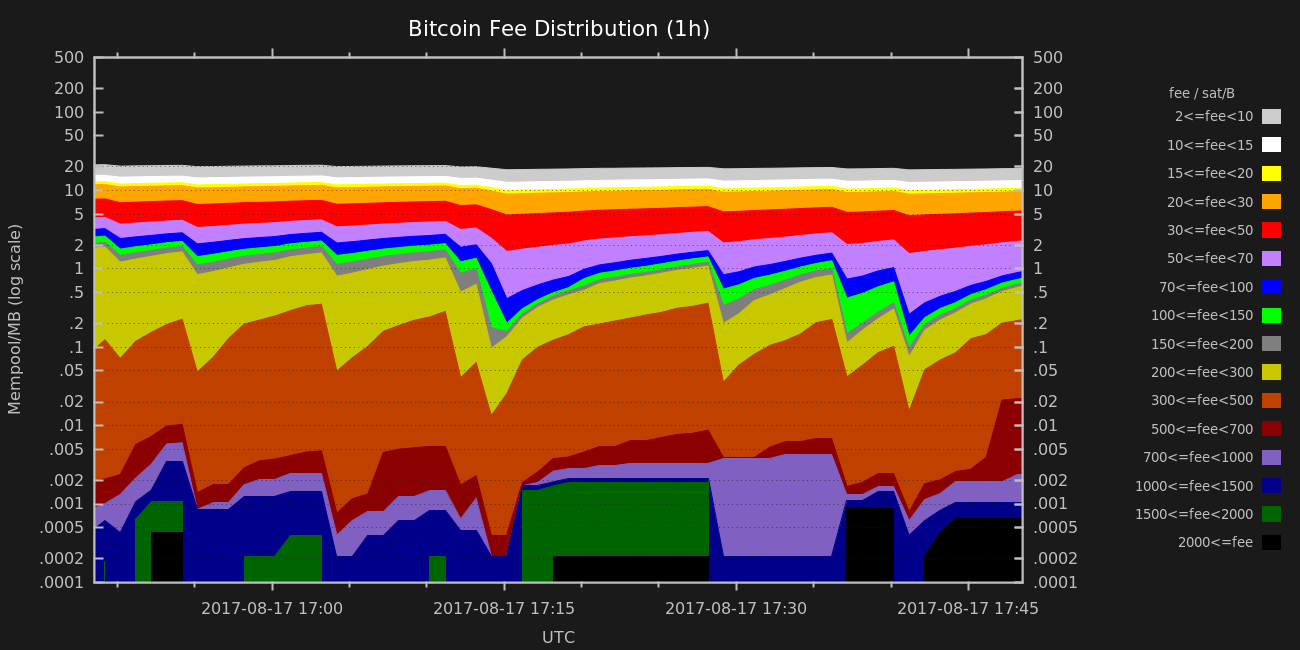 Bitcoin Fee Distribution (1h)
500
200
100
50
20
10
5
2
1
.5
.2
.1
.05
.02
.01
.005
.002
.001
.0005
.0002
.0001
Mempool/MB (log scale)
500
200
100
50
20
10
5
2
1
.5
.2
.1
.05
.02
.01
.005
.002
.001
.0005
.0002
.0001
2017-08-17 17:00
2017-08-17 17:15
2017-08-17 17:30
2017-08-17 17:45
UTC
fee / sat/B
2<=fee<10
10<=fee<15
15<=fee<20
20<=fee<30
30<=fee<50
50<=fee<70
70<=fee<100
100<=fee<150
150<=fee<200
200<=fee<300
300<=fee<500
500<=fee<700
700<=fee<1000
1000<=fee<1500
1500<=fee<2000
2000<=fee